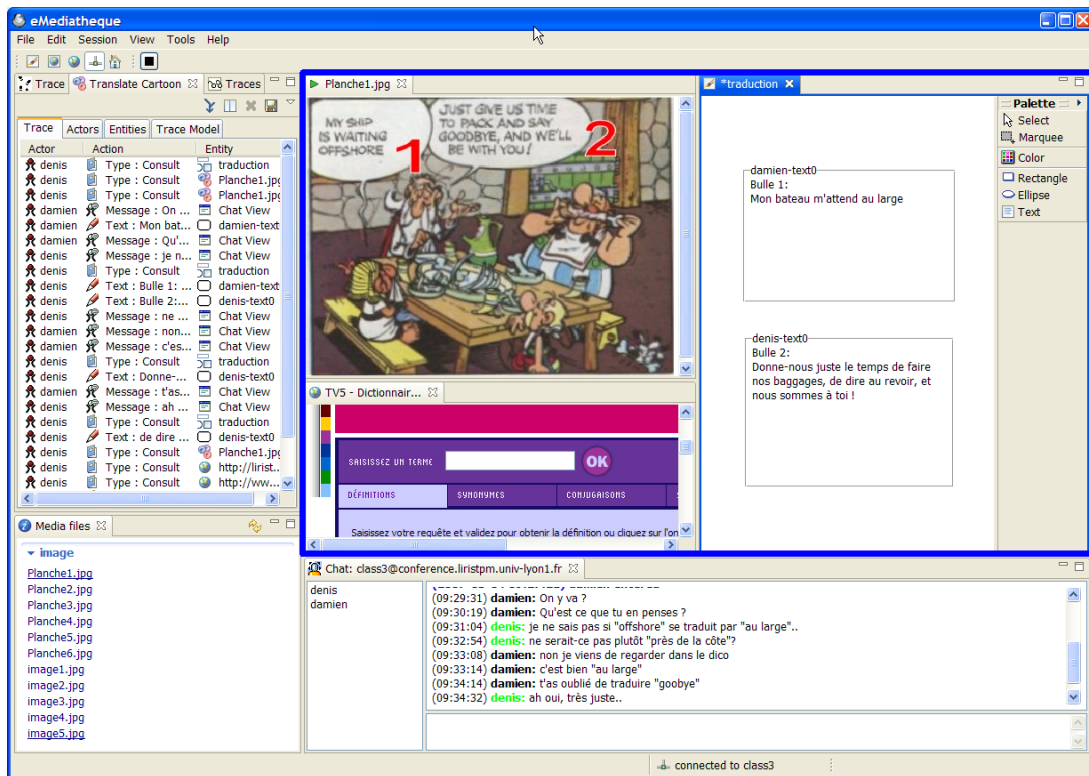 eMediatheque
File Edit Session View Tools Help
Trace Translate Cartoon Traces
Trace Actors Entities Trace Model
Actor Action Entity
denis Type : Consult traduction
denis Type : Consult Planche1.jpg
denis Type : Consult Planche1.jpg
damien Message : On ... Chat View
damien Text : Mon bat... damien-text
damien Message : Qu'... Chat View
denis Message : je n... Chat View
denis Type : Consult traduction
denis Text : Bulle 1: ... damien-text
denis Text : Bulle 2:... denis-text0
denis Message : ne ... Chat View
damien Message : non... Chat View
damien Message : c'es... Chat View
denis Type : Consult traduction
denis Text : Donne-... denis-text0
damien Message : t'as... Chat View
denis Message : ah ... Chat View
denis Type : Consult traduction
denis Text : de dire ... denis-text0
denis Type : Consult Planche1.jpg
denis Type : Consult http://lirist..
denis Type : Consult http://ww...
Media files
image
Planche1.jpg
Planche2.jpg
Planche3.jpg
Planche4.jpg
Planche5.jpg
Planche6.jpg
image1.jpg
image2.jpg
image3.jpg
image4.jpg
image5.jpg
Planche1.jpg
MY SHIP
IS WAITING
OFFSHORE
1
JUST GIVE US TIME
TO PACK AND SAY
GOODBYE, AND WE'LL
BE WITH YOU!
2
TV5 - Dictionnair...
SAISISSEZ UN TERME OK
DÉFINITIONS SYNONYMES CONJUGAISONS
Saisissez votre requête et validez pour obtenir la définition ou cliquez sur l'on
*traduction
damien-text0
Bulle 1:
Mon bateau m'attend au large
denis-text0
Bulle 2:
Donne-nous juste le temps de faire
nos baggages, de dire au revoir, et
nous sommes à toi !
Palette
Select
Marquee
Color
Rectangle
Ellipse
Text
Chat: class3@conference.liristpm.univ-lyon1.fr
denis
damien
(09:29:31) damien: On y va ?
(09:30:19) damien: Qu'est ce que tu en penses ?
(09:31:04) denis: je ne sais pas si "offshore" se traduit par "au large"..
(09:32:54) denis: ne serait-ce pas plutôt "près de la côte"?
(09:33:08) damien: non je viens de regarder dans le dico
(09:33:14) damien: c'est bien "au large"
(09:34:14) damien: t'as oublié de traduire "goobye"
(09:34:32) denis: ah oui, très juste..
connected to class3